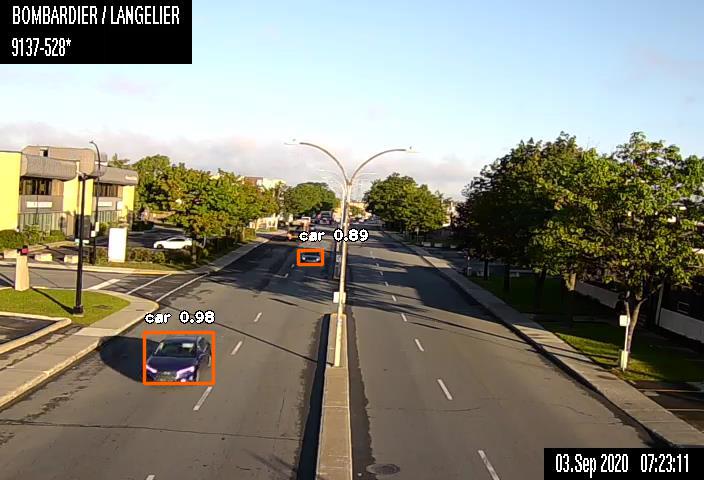 BOMBARDIER / LANGELIER
9137-528*
car 0.89
car 0.98
03.Sep 2020 07:23:11